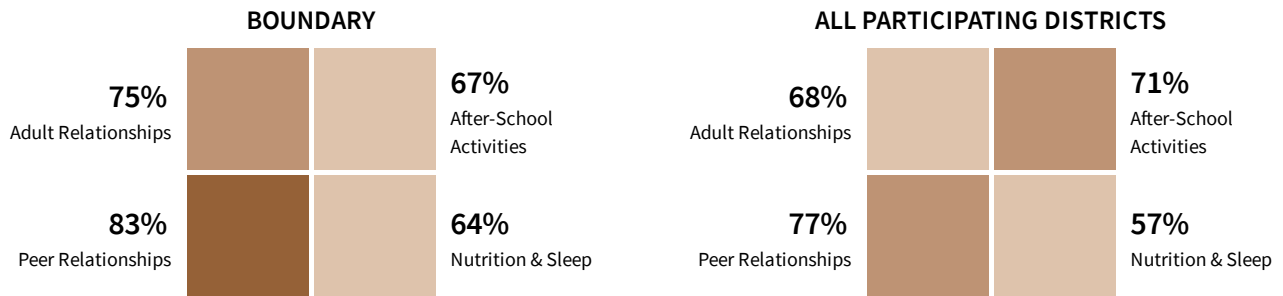 BOUNDARY
75%
Adult Relationships
67%
After-School
Activities
83%
Peer Relationships
64%
Nutrition & Sleep
ALL PARTICIPATING DISTRICTS
68%
Adult Relationships
71%
After-School
Activities
77%
Peer Relationships
57%
Nutrition & Sleep